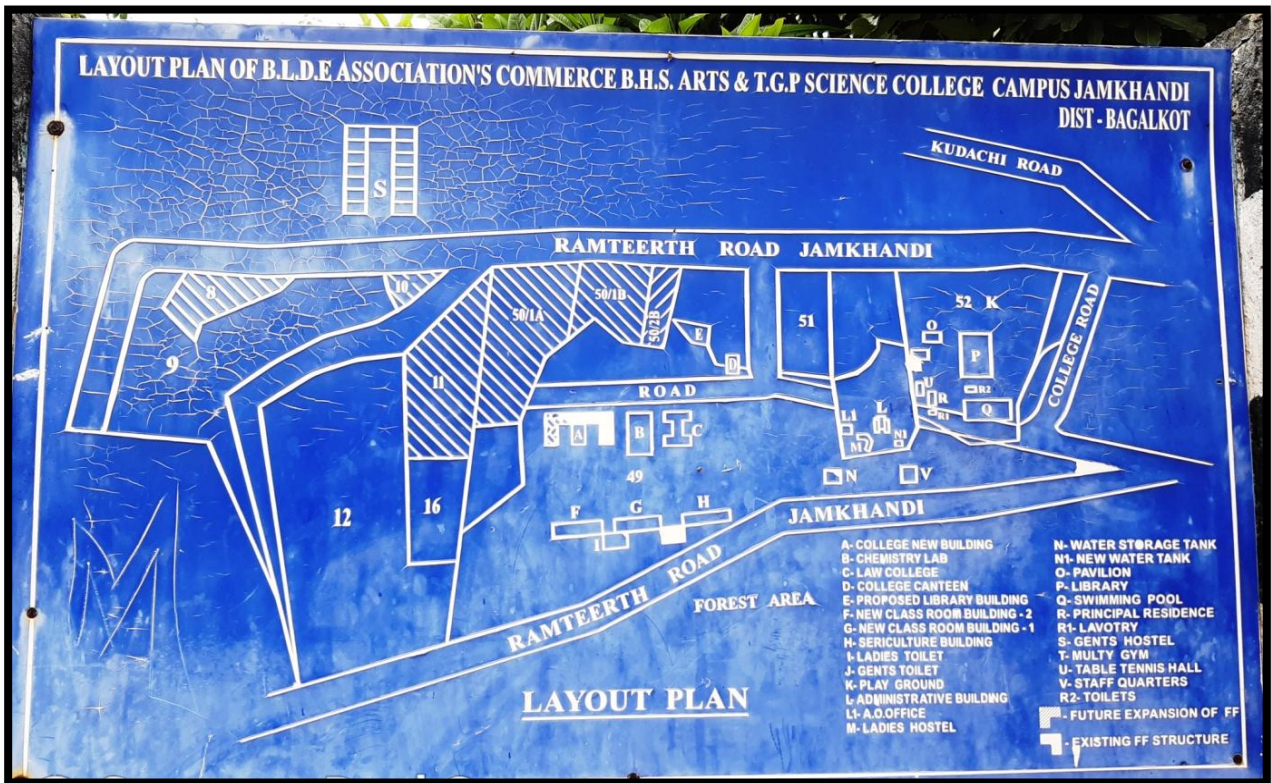 LAYOUT PLAN OF B.L.D.E ASSOCIATION'S COMMERCE B.H.S. ARTS & T.G.P SCIENCE COLLEGE CAMPUS JAMKHANDI
DIST - BAGALKOT
KUDACHI ROAD
S
RAMTEERTH ROAD JAMKHANDI
8
10
50/1A
50/1B
50/2B
51
52 K
COLLEGE ROAD
9
11
E
D
O
P
ROAD
U
R
R1
R2
Q
A
B
C
L1
L
M
N1
49
N
V
12
16
F
G
H
I
RAMTEERTH ROAD JAMKHANDI
FOREST AREA
LAYOUT PLAN
A- COLLEGE NEW BUILDING
B- CHEMISTRY LAB
C- LAW COLLEGE
D- COLLEGE CANTEEN
E- PROPOSED LIBRARY BUILDING
F- NEW CLASS ROOM BUILDING - 2
G- NEW CLASS ROOM BUILDING - 1
H- SERICULTURE BUILDING
I- LADIES TOILET
J- GENTS TOILET
K- PLAY GROUND
L- ADMINISTRATIVE BUILDING
L1- A.O.OFFICE
M- LADIES HOSTEL
N- WATER STORAGE TANK
N1- NEW WATER TANK
O- PAVILION
P- LIBRARY
Q- SWIMMING POOL
R- PRINCIPAL RESIDENCE
R1- LAVOTRY
S- GENTS HOSTEL
T- MULTY GYM
U- TABLE TENNIS HALL
V- STAFF QUARTERS
R2- TOILETS
- FUTURE EXPANSION OF FF
- EXISTING FF STRUCTURE
M